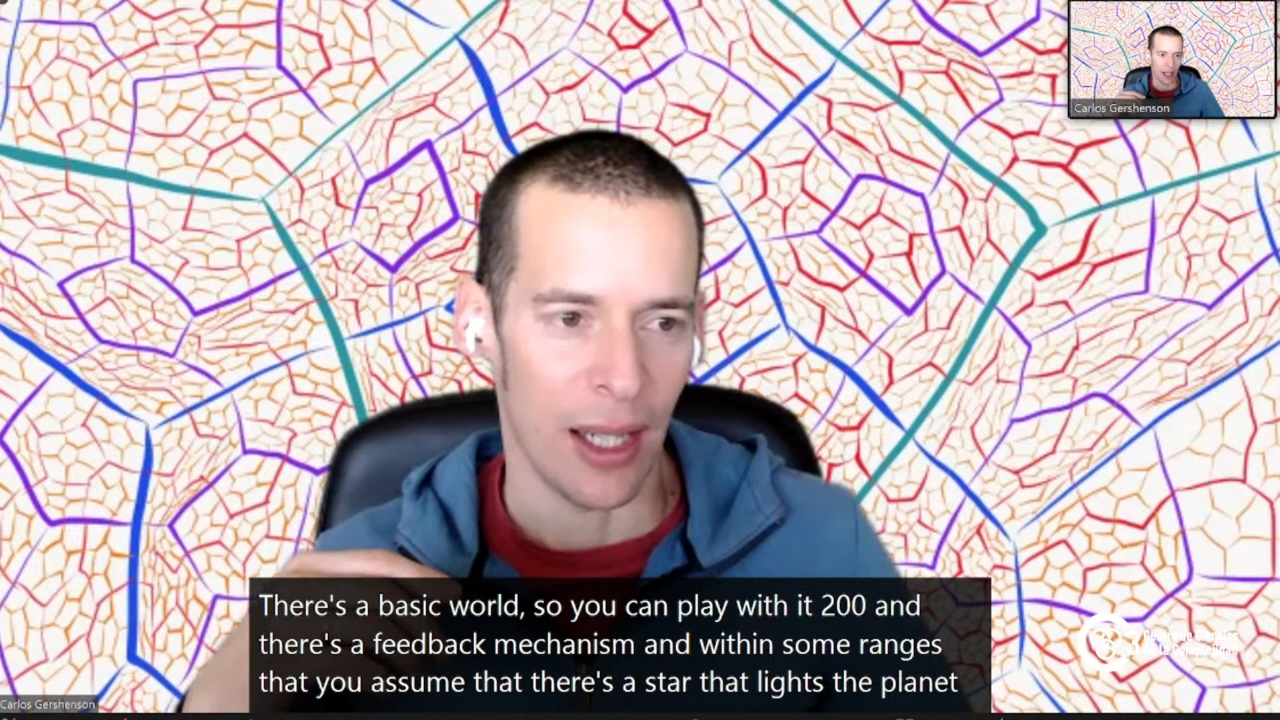 Carlos Gershenson
There's a basic world, so you can play with it 200 and
there's a feedback mechanism and within some ranges
that you assume that there's a star that lights the planet
Carlos Gershenson